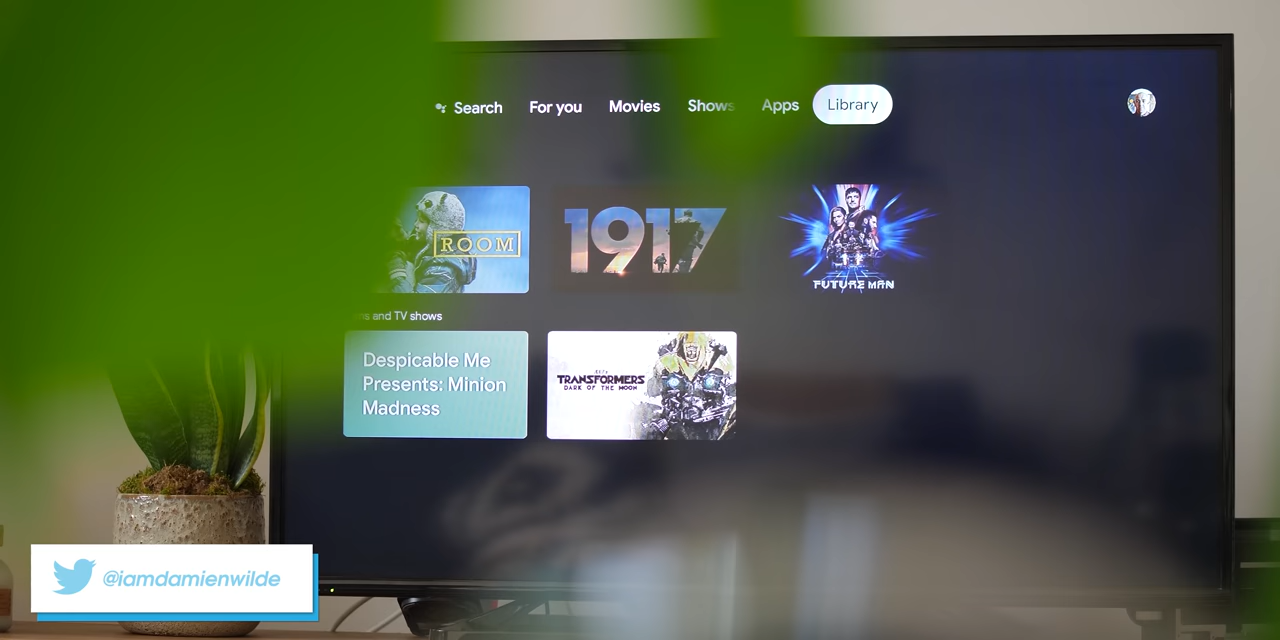 Search For you Movies Shows Apps Library
ROOM
1917
FUTURE MAN
and TV shows
Despicable Me
Presents: Minion
Madness
TRANSFORMERS
DARK OF THE MOON
@iamdamienwilde